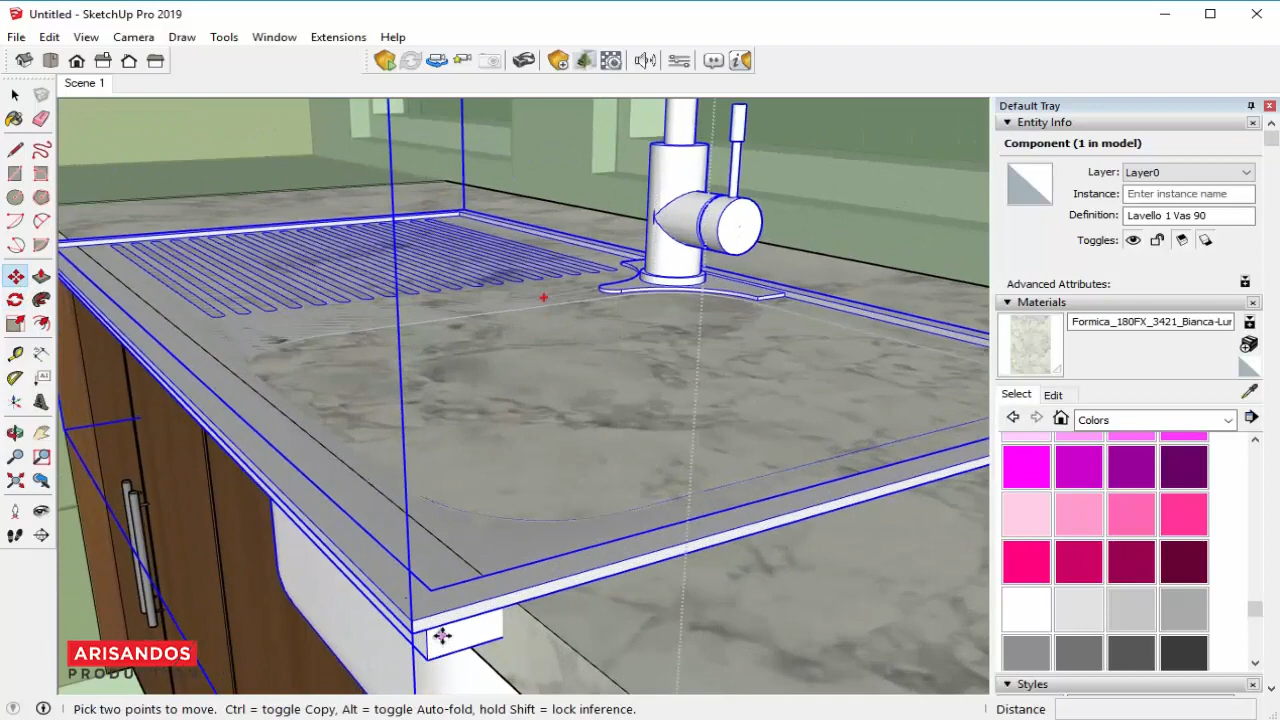 Untitled - SketchUp Pro 2019
File Edit View Camera Draw Tools Window Extensions Help
Scene 1
Default Tray
Entity Info
Component (1 in model)
Layer: Layer0
Instance: Enter instance name
Definition: Lavello 1 Vas 90
Toggles:
Advanced Attributes:
Materials
Formica_180FX_3421_Bianca-Lur
Select Edit
Colors
Styles
ARISANDOS
Pick two points to move. Ctrl = toggle Copy, Alt = toggle Auto-fold, hold Shift = lock inference.
Distance